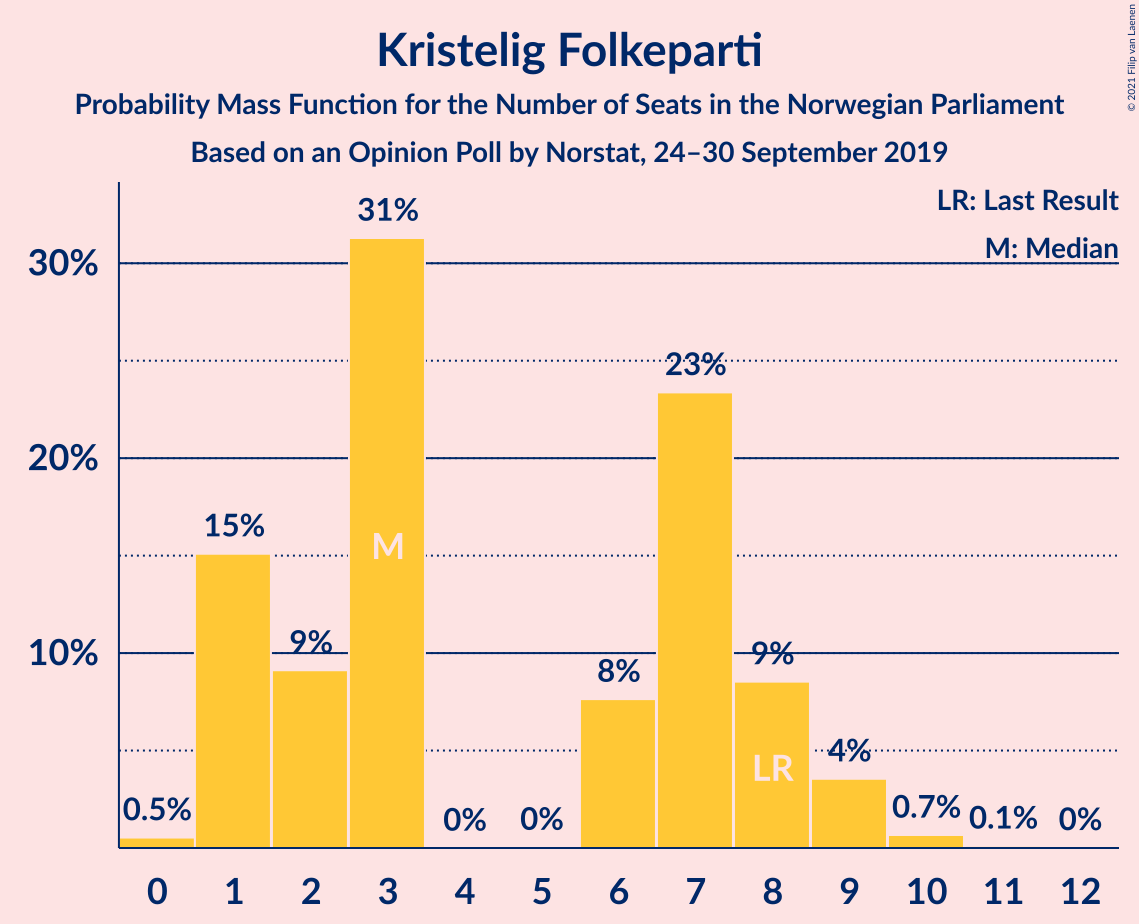 Kristelig Folkeparti
Probability Mass Function for the Number of Seats in the Norwegian Parliament
Based on an Opinion Poll by Norstat, 24–30 September 2019
© 2021 Filip van Laenen
LR: Last Result
M: Median
30%
20%
10%
0.5%
15%
9%
31%
0%
0%
8%
23%
9%
4%
0.7%
0.1%
0%
M
LR
0 1 2 3 4 5 6 7 8 9 10 11 12